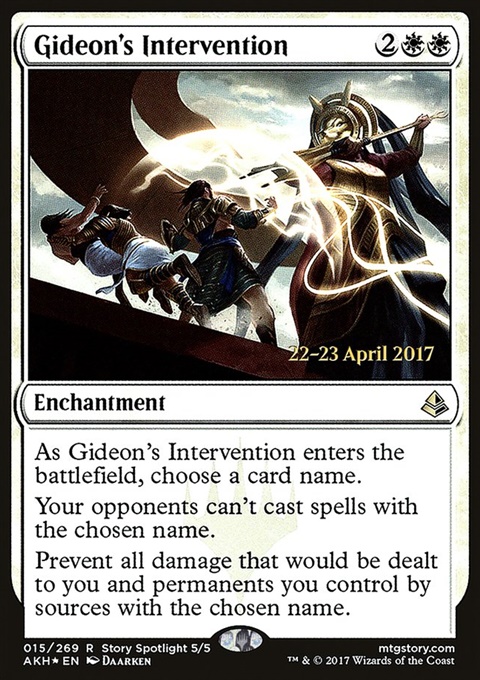 Gideon's Intervention 2
22–23 April 2017
Enchantment
As Gideon's Intervention enters the
battlefield, choose a card name.
Your opponents can't cast spells with
the chosen name.
Prevent all damage that would be dealt
to you and permanents you control by
sources with the chosen name.
015/269 R Story Spotlight 5/5
mtgstory.com
AKH★EN Daarken
™ & © 2017 Wizards of the Coast